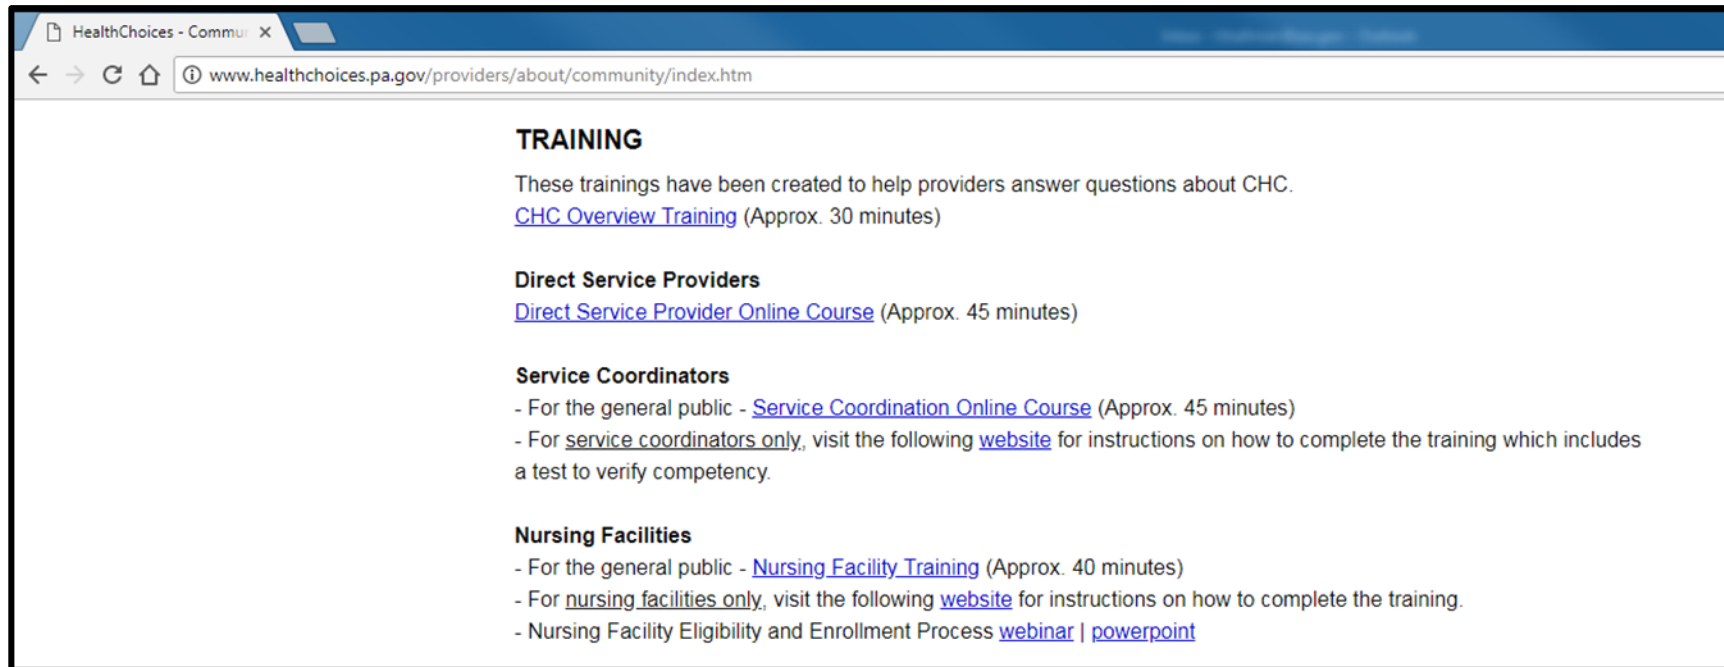 HealthChoices - Commu
www.healthchoices.pa.gov/providers/about/community/index.htm
TRAINING
These trainings have been created to help providers answer questions about CHC.
CHC Overview Training (Approx. 30 minutes)
Direct Service Providers
Direct Service Provider Online Course (Approx. 45 minutes)
Service Coordinators
- For the general public - Service Coordination Online Course (Approx. 45 minutes)
- For service coordinators only, visit the following website for instructions on how to complete the training which includes
a test to verify competency.
Nursing Facilities
- For the general public - Nursing Facility Training (Approx. 40 minutes)
- For nursing facilities only, visit the following website for instructions on how to complete the training.
- Nursing Facility Eligibility and Enrollment Process webinar | powerpoint